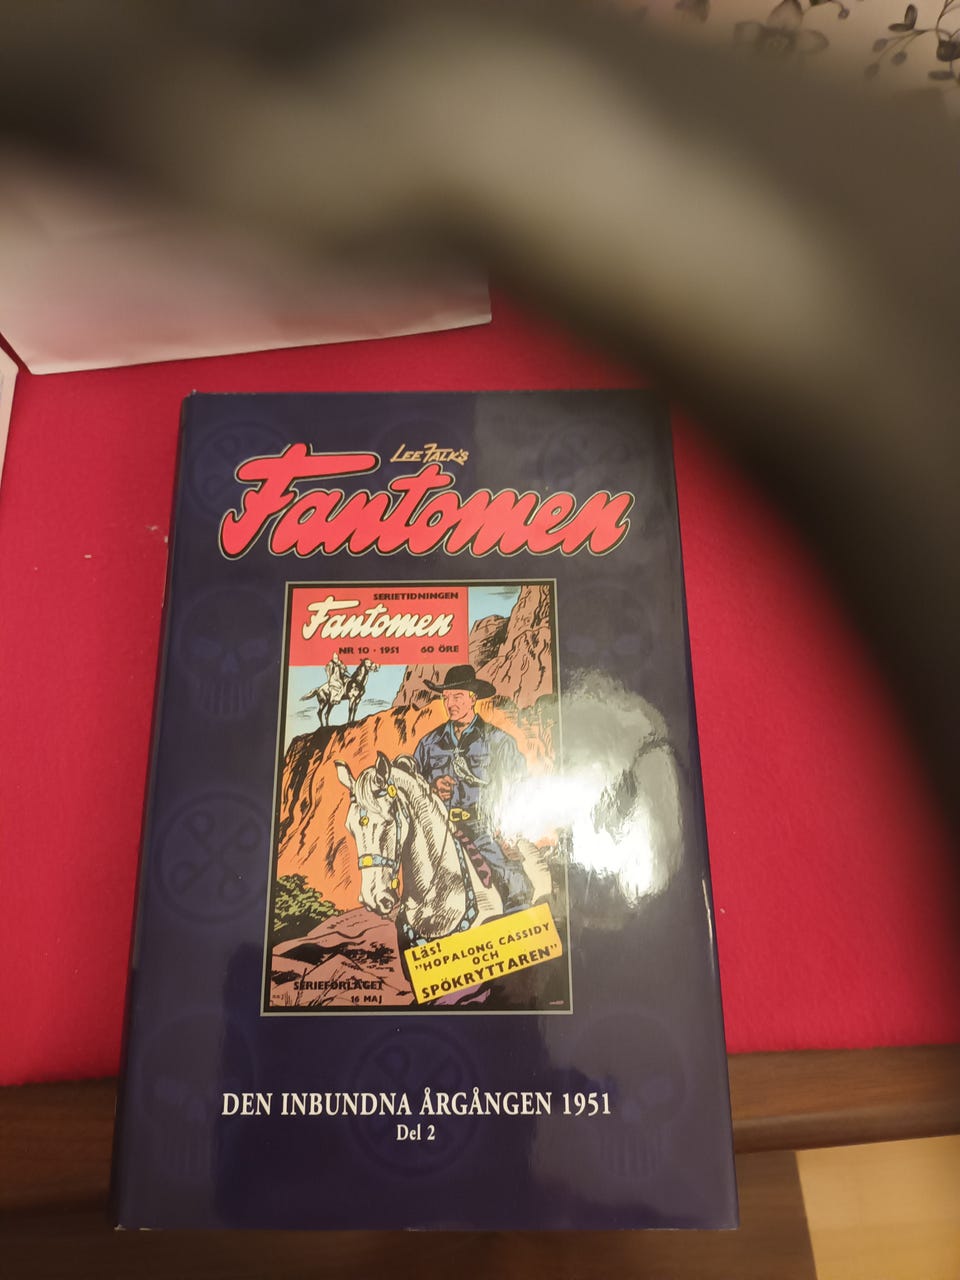 LEE FALK'S
Fantomen
SERIETIDNINGEN
Fantomen
NR 10 · 1951 60 ÖRE
Läs!
"HOPALONG CASSIDY
OCH
SPÖKRYTTAREN"
SERIEFÖRLAGET
16 MAJ
DEN INBUNDNA ÅRGÅNGEN 1951
Del 2